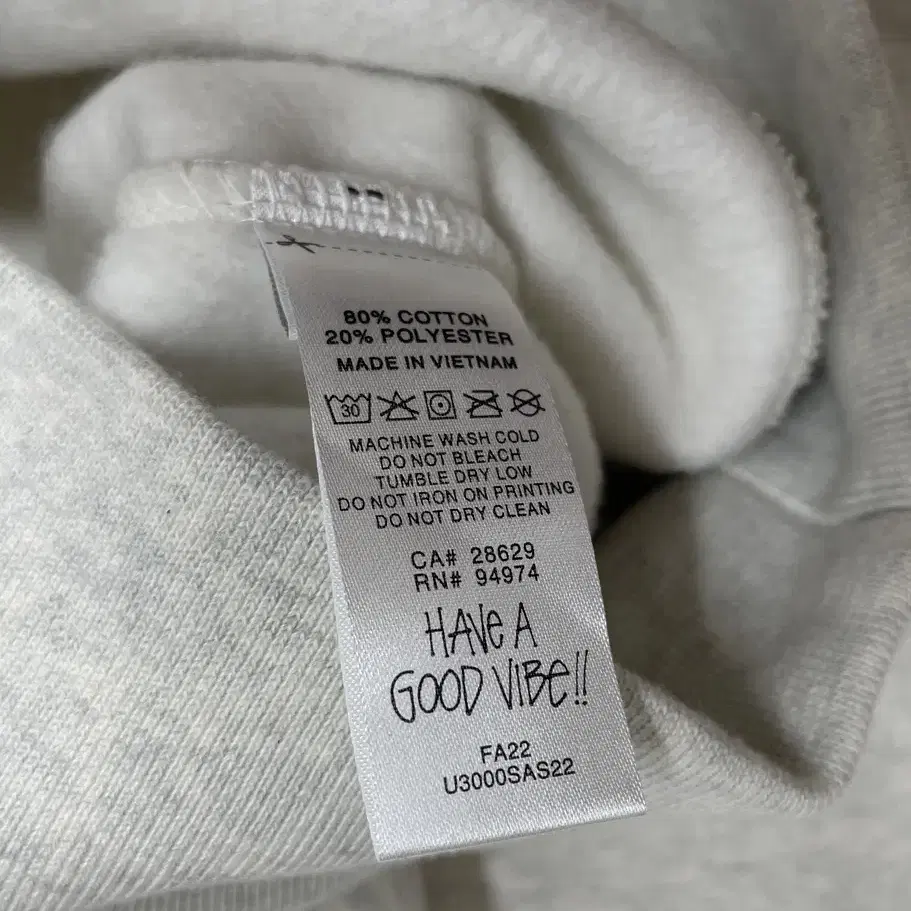 80% COTTON
20% POLYESTER
MADE IN VIETNAM
30
MACHINE WASH COLD
DO NOT BLEACH
TUMBLE DRY LOW
DO NOT IRON ON PRINTING
DO NOT DRY CLEAN
CA# 28629
RN# 94974
HAVE A
GOOD VIBE!!
FA22
U3000SAS22